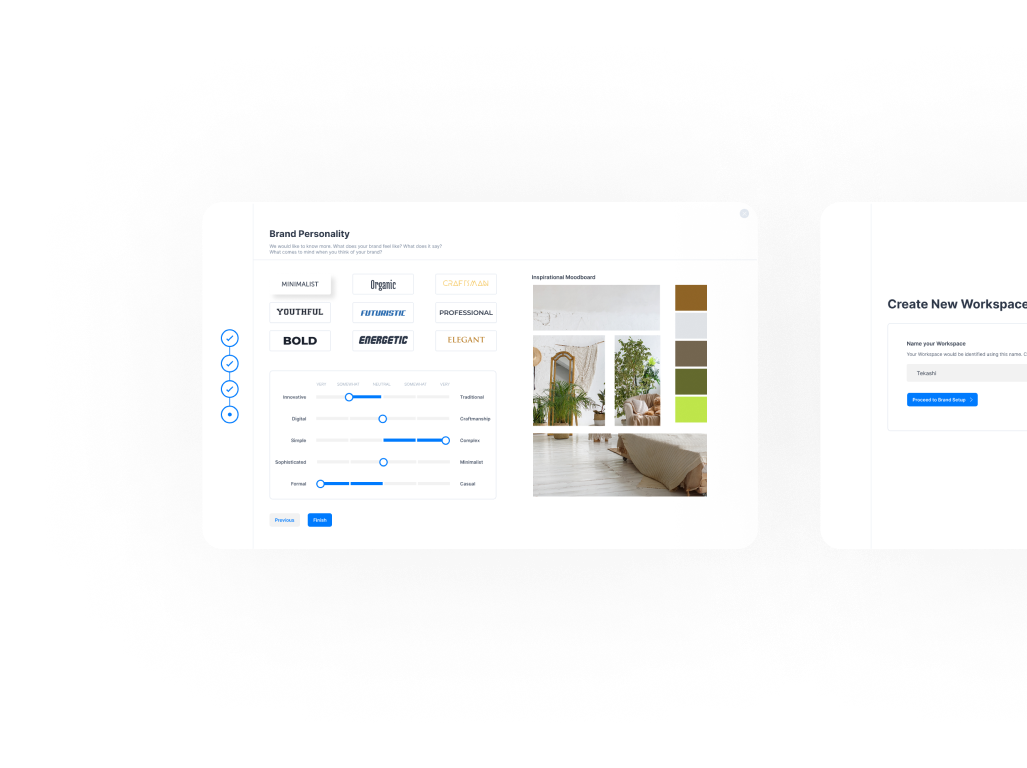 Brand Personality
We would like to know more. What does your brand feel like? What does it say?
What comes to mind when you think of your brand?
MINIMALIST
Organic
CRAFTSMAN
YOUTHFUL
FUTURISTIC
PROFESSIONAL
BOLD
ENERGETIC
ELEGANT
VERY SOMEWHAT NEUTRAL SOMEWHAT VERY
Innovative Traditional
Digital Craftmanship
Simple Complex
Sophisticated Minimalist
Formal Casual
Previous
Finish
Inspirational Moodboard
Create New Workspace
Name your Workspace
Your Workspace would be identified using this name.
Tekashi
Proceed to Brand Setup